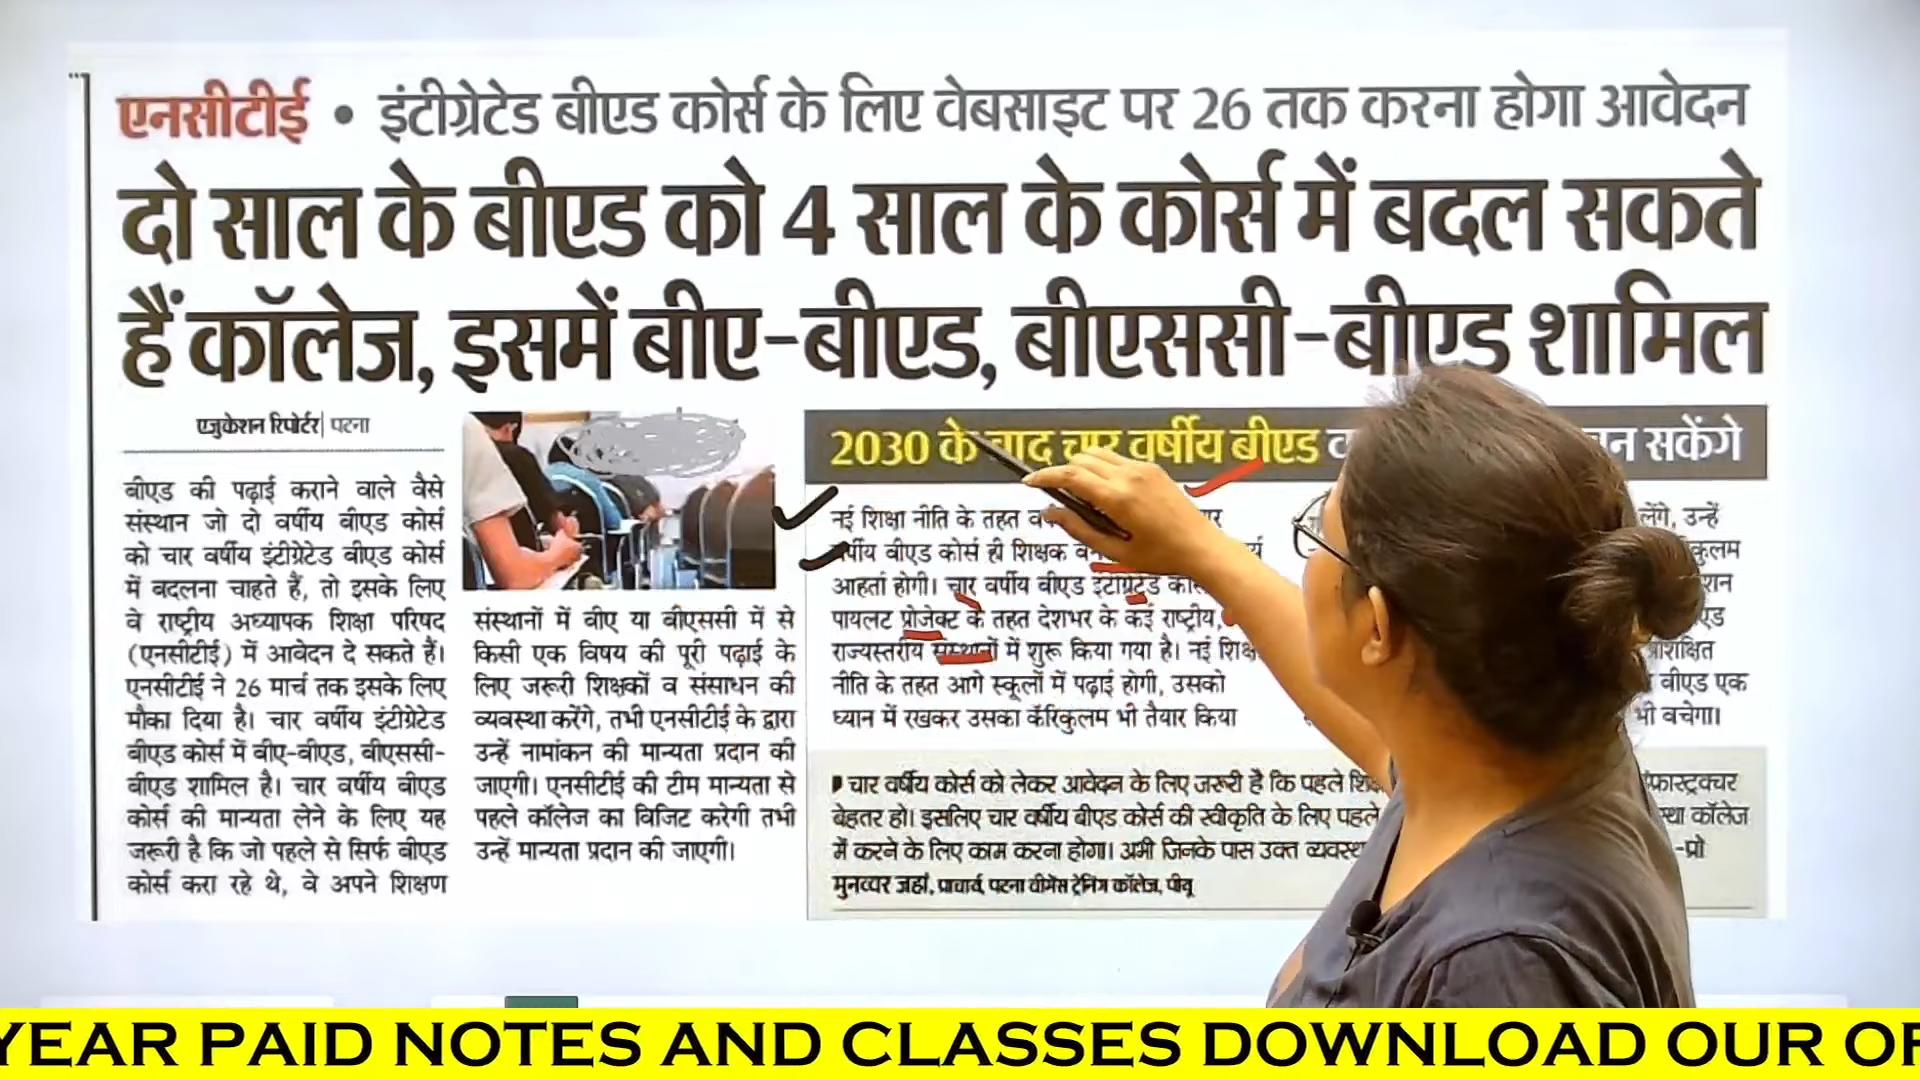 एनसीटीई • इंटीग्रेटेड बीएड कोर्स के लिए वेबसाइट पर 26 तक करना होगा आवेदन
दो साल के बीएड को 4 साल के कोर्स में बदल सकते
हैं कॉलेज, इसमें बीए-बीएड, बीएससी-बीएड शामिल
एजुकेशन रिपोर्टर| पटना
बीएड की पढ़ाई कराने वाले वैसे
संस्थान जो दो वर्षीय बीएड कोर्स
को चार वर्षीय इंटीग्रेटेड बीएड कोर्स
में बदलना चाहते हैं, तो इसके लिए
वे राष्ट्रीय अध्यापक शिक्षा परिषद
(एनसीटीई) में आवेदन दे सकते हैं।
एनसीटीई ने 26 मार्च तक इसके लिए
मौका दिया है। चार वर्षीय इंटीग्रेटेड
बीएड कोर्स में बीए-बीएड, बीएससी-
बीएड शामिल है। चार वर्षीय बीएड
कोर्स की मान्यता लेने के लिए यह
जरूरी है कि जो पहले से सिर्फ बीएड
कोर्स करा रहे थे, वे अपने शिक्षण
संस्थानों में बीए या बीएससी में से
किसी एक विषय की पूरी पढ़ाई के
लिए जरूरी शिक्षकों व संसाधन की
व्यवस्था करेंगे, तभी एनसीटीई के द्वारा
उन्हें नामांकन की मान्यता प्रदान की
जाएगी। एनसीटीई की टीम मान्यता से
पहले कॉलेज का विजिट करेगी तभी
उन्हें मान्यता प्रदान की जाएगी।
2030 के बाद चार वर्षीय बीएड सकेंगे
नई शिक्षा नीति के तहत लेंगे, उन्हें
वर्षीय बीएड कोर्स ही शिक्षक
आहर्ता होगी। चार वर्षीय बीएड इंटीग्रेटेड
पायलट प्रोजेक्ट के तहत देशभर के कई राष्ट्रीय,
राज्यस्तरीय संस्थानों में शुरू किया गया है। नई
नीति के तहत आगे स्कूलों में पढ़ाई होगी, उसको बीएड एक
ध्यान में रखकर उसका कॅरिकुलम भी तैयार किया भी बचेगा।
▪ चार वर्षीय कोर्स को लेकर आवेदन के लिए जरूरी है कि पहले
बेहतर हो। इसलिए चार वर्षीय बीएड कोर्स की स्वीकृति के लिए पहले कॉलेज
में करने के लिए काम करना होगा। अभी जिनके पास उक्त -प्रो
मुनव्वर जहां, प्राचार्य, पटना वीमेंस ट्रेनिंग कॉलेज, पीयू
YEAR PAID NOTES AND CLASSES DOWNLOAD OUR